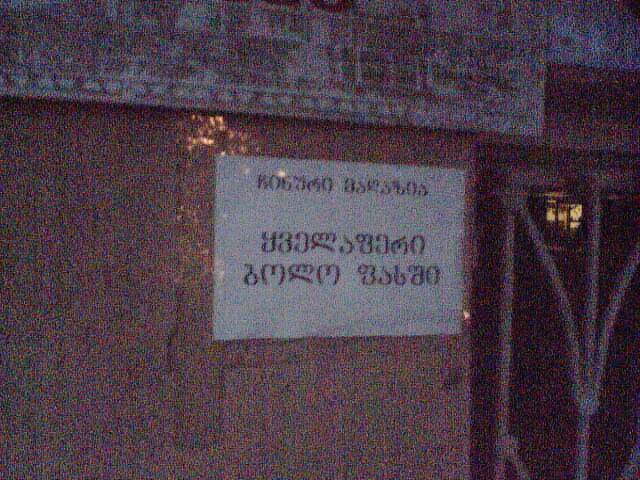 ჩინური მაღაზია
ყველაფერი
ბოლო ფასში